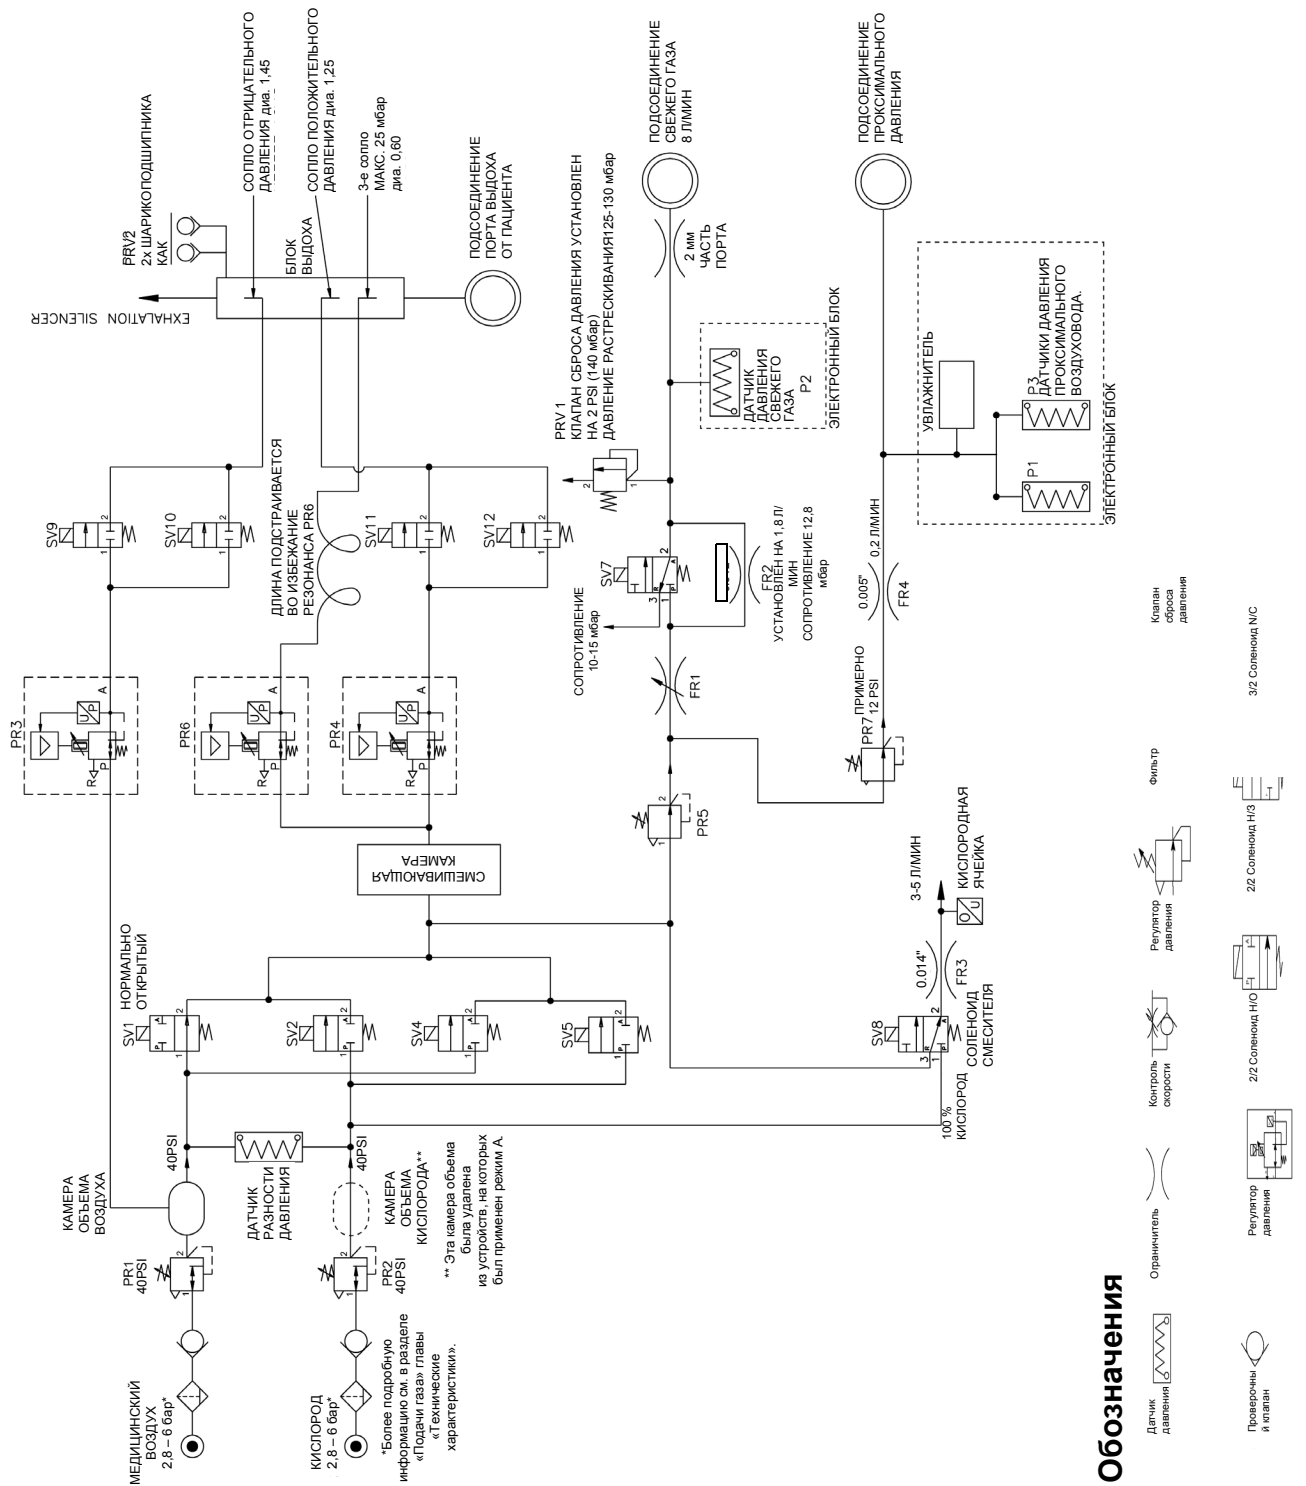 МЕДИЦИНСКИЙ
ВОЗДУХ
2,8 – 6 бар*
PR1
40PSI
КАМЕРА
ОБЪЕМА
ВОЗДУХА
40PSI
ДАТЧИК
РАЗНОСТИ
ДАВЛЕНИЯ
40PSI
КИСЛОРОД
2,8 – 6 бар*
PR2
40PSI
КАМЕРА
ОБЪЕМА
КИСЛОРОДА**
** Эта камера объема
была удалена
из устройств, на которых
был применен режим А.
*Более подробную
информацию см. в разделе
«Подачи газа» главы
«Технические
характеристики».
SV1
НОРМАЛЬНО
ОТКРЫТЫЙ
SV2
SV4
SV5
СМЕШИВАЮЩАЯ
КАМЕРА
SV8
СОЛЕНОИД
СМЕСИТЕЛЯ
100 %
КИСЛОРОД
0.014"
FR3
3-5 Л/МИН
КИСЛОРОДНАЯ
ЯЧЕЙКА
PR3
PR6
PR4
PR5
PR7
ПРИМЕРНО
12 PSI
SV9
SV10
ДЛИНА ПОДСТРАИВАЕТСЯ
ВО ИЗБЕЖАНИЕ
РЕЗОНАНСА PR6
SV11
SV12
FR1
СОПРОТИВЛЕНИЕ
10-15 мбар
SV7
FR2
УСТАНОВЛЕН НА 1,8 Л/
МИН
СОПРОТИВЛЕНИЕ 12,8
мбар
0.005"
FR4
0,2 Л/МИН
PRV 1
КЛАПАН СБРОСА ДАВЛЕНИЯ УСТАНОВЛЕН
НА 2 PSI (140 мбар)
ДАВЛЕНИЕ РАСТРЕСКИВАНИЯ125-130 мбар
ДАТЧИК
ДАВЛЕНИЯ
СВЕЖЕГО
ГАЗА
P2
ЭЛЕКТРОННЫЙ БЛОК
2 мм
ЧАСТЬ
ПОРТА
ПОДСОЕДИНЕНИЕ
СВЕЖЕГО ГАЗА
8 Л/МИН
ПОДСОЕДИНЕНИЕ
ПРОКСИМАЛЬНОГО
ДАВЛЕНИЯ
УВЛАЖНИТЕЛЬ
P1
P3
ДАТЧИКИ ДАВЛЕНИЯ
ПРОКСИМАЛЬНОГО
ВОЗДУХОВОДА.
ЭЛЕКТРОННЫЙ БЛОК
EXHALATION SILENCER
PRV2
2х ШАРИКОПОДШИПНИКА
КАК
БЛОК
ВЫДОХА
СОПЛО ОТРИЦАТЕЛЬНОГО
ДАВЛЕНИЯ диа. 1,45
СОПЛО ПОЛОЖИТЕЛЬНОГО
ДАВЛЕНИЯ диа. 1,25
3-е сопло
МАКС. 25 мбар
диа. 0,60
ПОДСОЕДИНЕНИЕ
ПОРТА ВЫДОХА
ОТ ПАЦИЕНТА
Обозначения
Датчик
давления
Ограничитель
Контроль
скорости
Регулятор
давления
Фильтр
Клапан
сброса
давления
Проверочны
й клапан
Регулятор
давления
2/2 Соленоид Н/О
2/2 Соленоид Н/З
3/2 Соленоид N/C